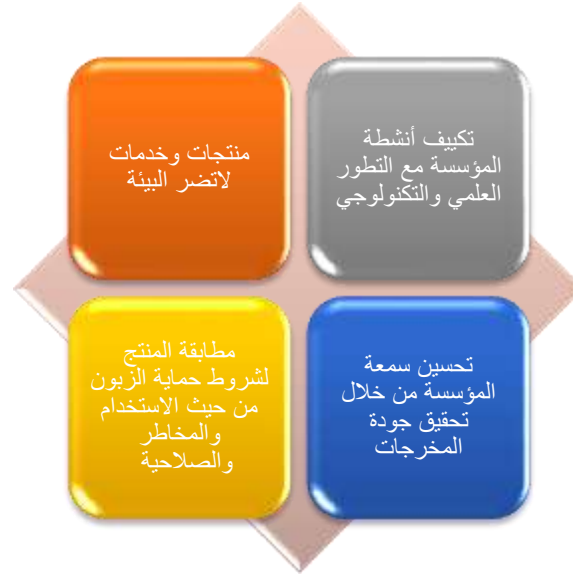 تكييف أنشطة
المؤسسة مع التطور
العلمي والتكنولوجي
منتجات وخدمات
لاتضر البيئة
تحسين سمعة
المؤسسة من خلال
تحقيق جودة
المخرجات
مطابقة المنتج
لشروط حماية الزبون
من حيث الاستخدام
والمخاطر
والصلاحية